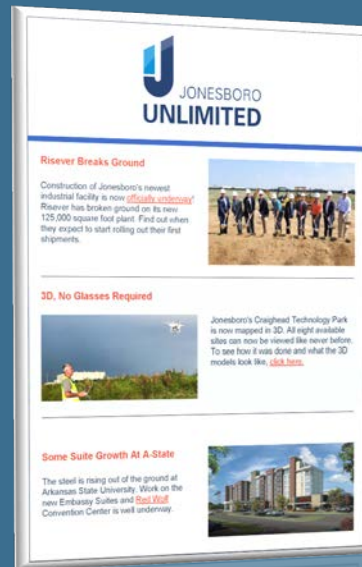 JONESBORO
UNLIMITED
Risever Breaks Ground
Construction of Jonesboro's newest
industrial facility is now officially underway!
Risever has broken ground on its new
125,000 square foot plant. Find out when
they expect to start rolling out their first
shipments.
3D, No Glasses Required
Jonesboro's Craighead Technology Park
is now mapped in 3D. All eight available
sites can now be viewed like never before.
To see how it was done and what the 3D
models look like, click here.
Some Suite Growth At A-State
The steel is rising out of the ground at
Arkansas State University. Work on the
new Embassy Suites and Red Wolf
Convention Center is well underway.